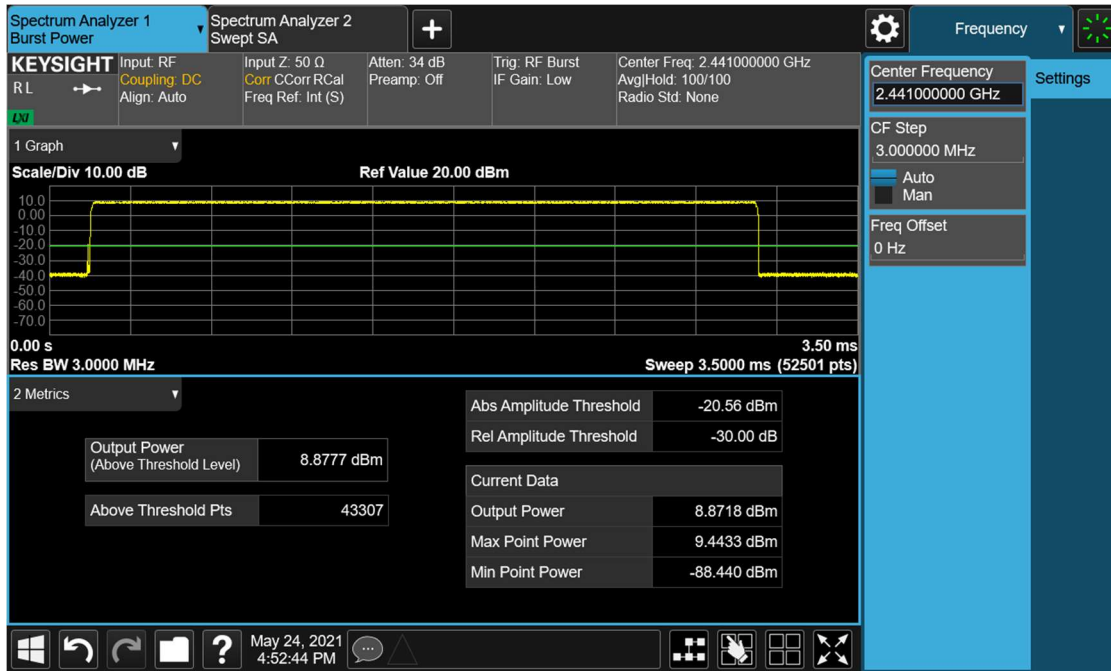 Spectrum Analyzer 1
Burst Power
Spectrum Analyzer 2
Swept SA
Frequency
KEYSIGHT
RL
LXI
Input: RF
Coupling: DC
Align: Auto
Input Z: 50 Ω
Corr CCorr RCal
Freq Ref: Int (S)
Atten: 34 dB
Preamp: Off
Trig: RF Burst
IF Gain: Low
Center Freq: 2.441000000 GHz
Avg|Hold: 100/100
Radio Std: None
Center Frequency
2.441000000 GHz
Settings
CF Step
3.000000 MHz
Auto
Man
Freq Offset
0 Hz
1 Graph
Scale/Div 10.00 dB
Ref Value 20.00 dBm
10.0
0.00
-10.0
-20.0
-30.0
-40.0
-50.0
-60.0
-70.0
0.00 s
3.50 ms
Res BW 3.0000 MHz
Sweep 3.5000 ms (52501 pts)
2 Metrics
Output Power
(Above Threshold Level)
8.8777 dBm
Above Threshold Pts
43307
Abs Amplitude Threshold
-20.56 dBm
Rel Amplitude Threshold
-30.00 dB
Current Data
Output Power
8.8718 dBm
Max Point Power
9.4433 dBm
Min Point Power
-88.440 dBm
?
May 24, 2021
4:52:44 PM